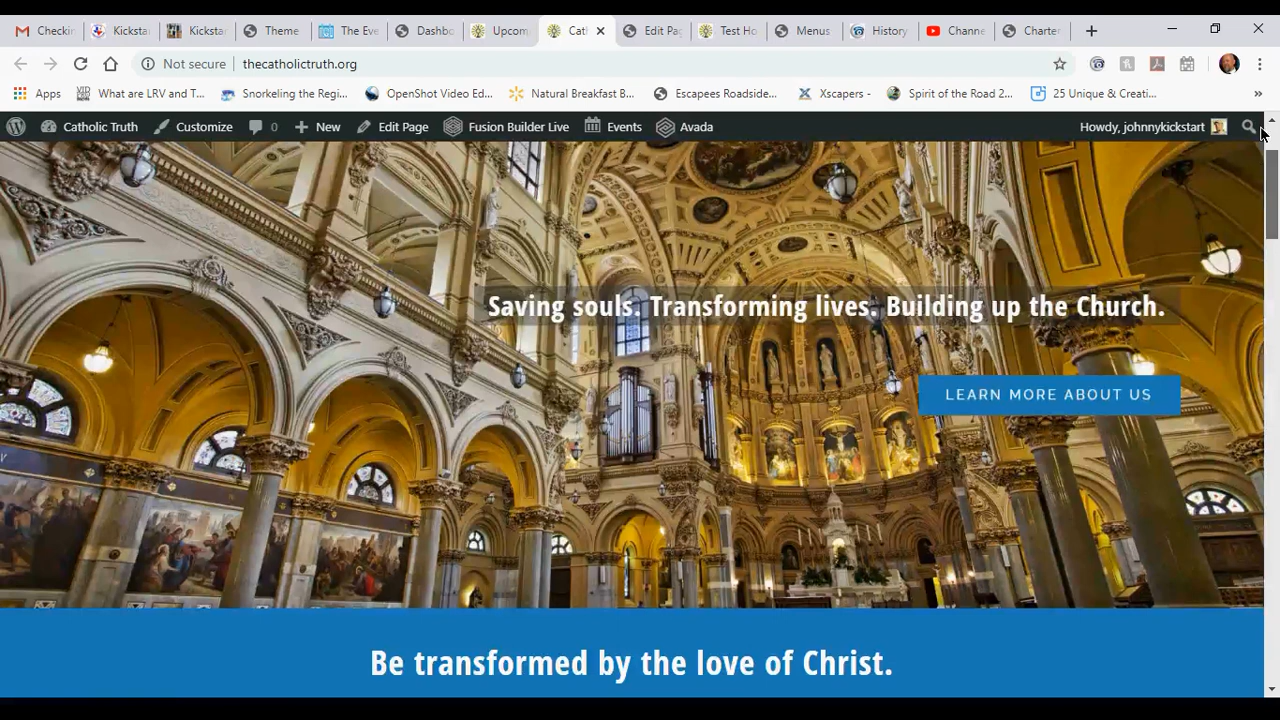 Checkin Kicksta Kickstar Theme The Eve Dashbo Upcom Cat Edit Pag Test Ho Menus History Channe Charter
Not secure thecatholictruth.org
Apps What are LRV and T... Snorkeling the Regi... OpenShot Video Ed... Natural Breakfast B... Escapees Roadside... Xscapers - Spirit of the Road 2... 25 Unique & Creati... »
Catholic Truth Customize 0 New Edit Page Fusion Builder Live Events Avada Howdy, johnnykickstart
Saving souls. Transforming lives. Building up the Church.
LEARN MORE ABOUT US
Be transformed by the love of Christ.